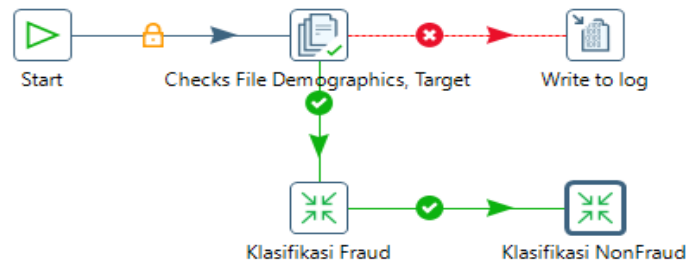 Start
Checks File Demographics, Target
Write to log
Klasifikasi Fraud
Klasifikasi NonFraud